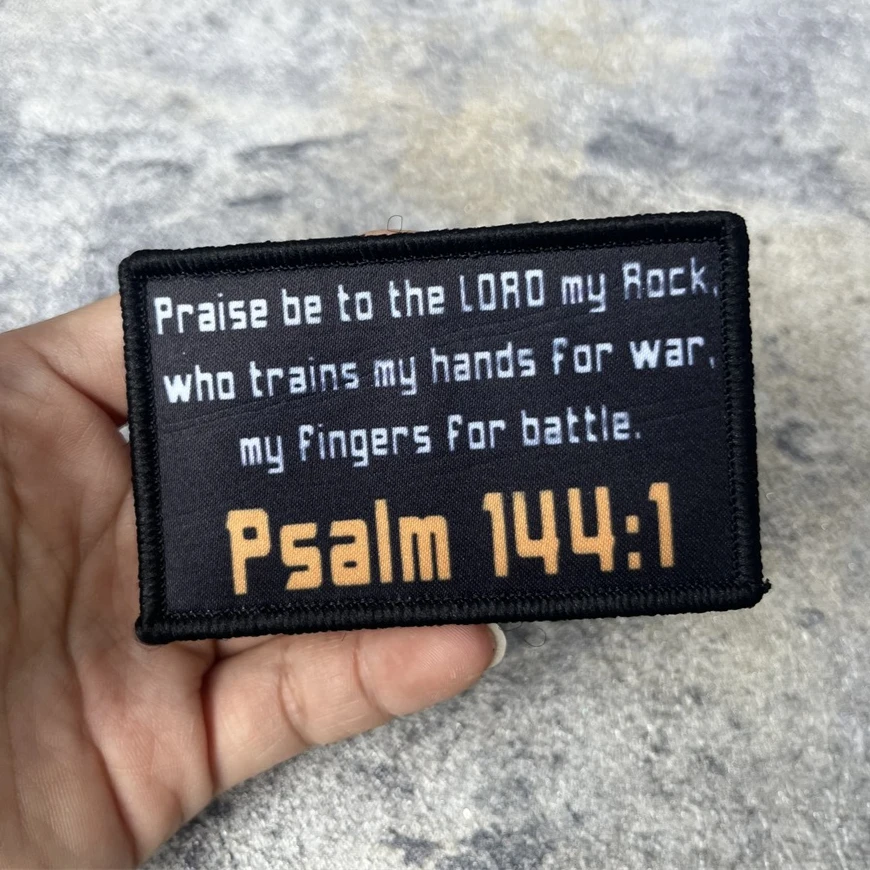 Praise be to the LORD my Rock,
who trains my hands for war,
my fingers for battle.
Psalm 144:1